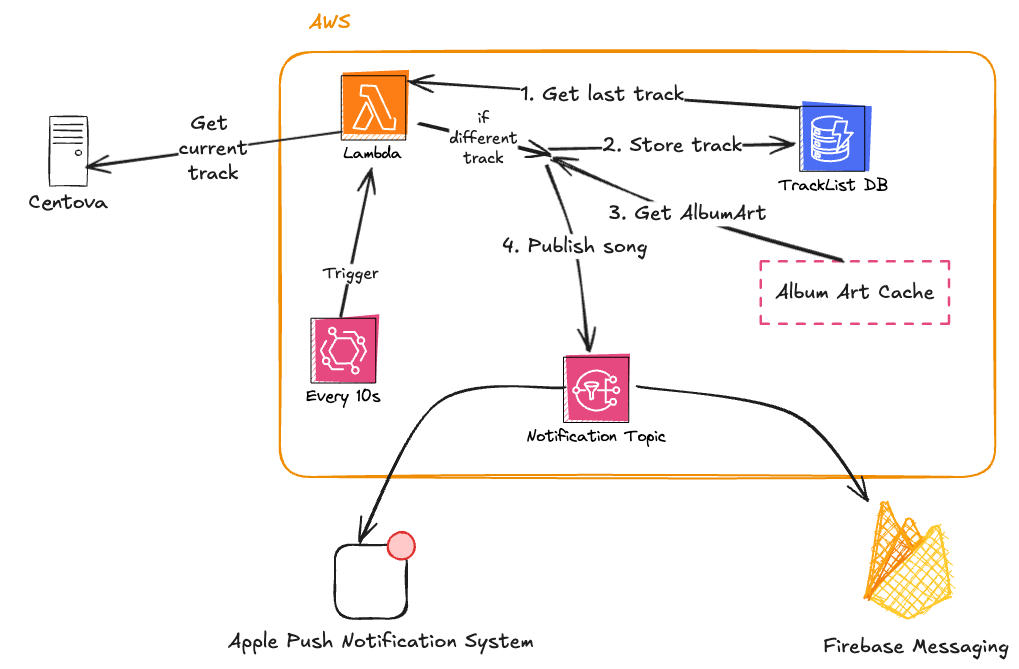 AWS
1. Get last track
if
different
track
Get
current
track
Lambda
2. Store track
TrackList DB
Centova
3. Get AlbumArt
4. Publish song
Trigger
Album Art Cache
Every 10s
Notification Topic
Apple Push Notification System
Firebase Messaging